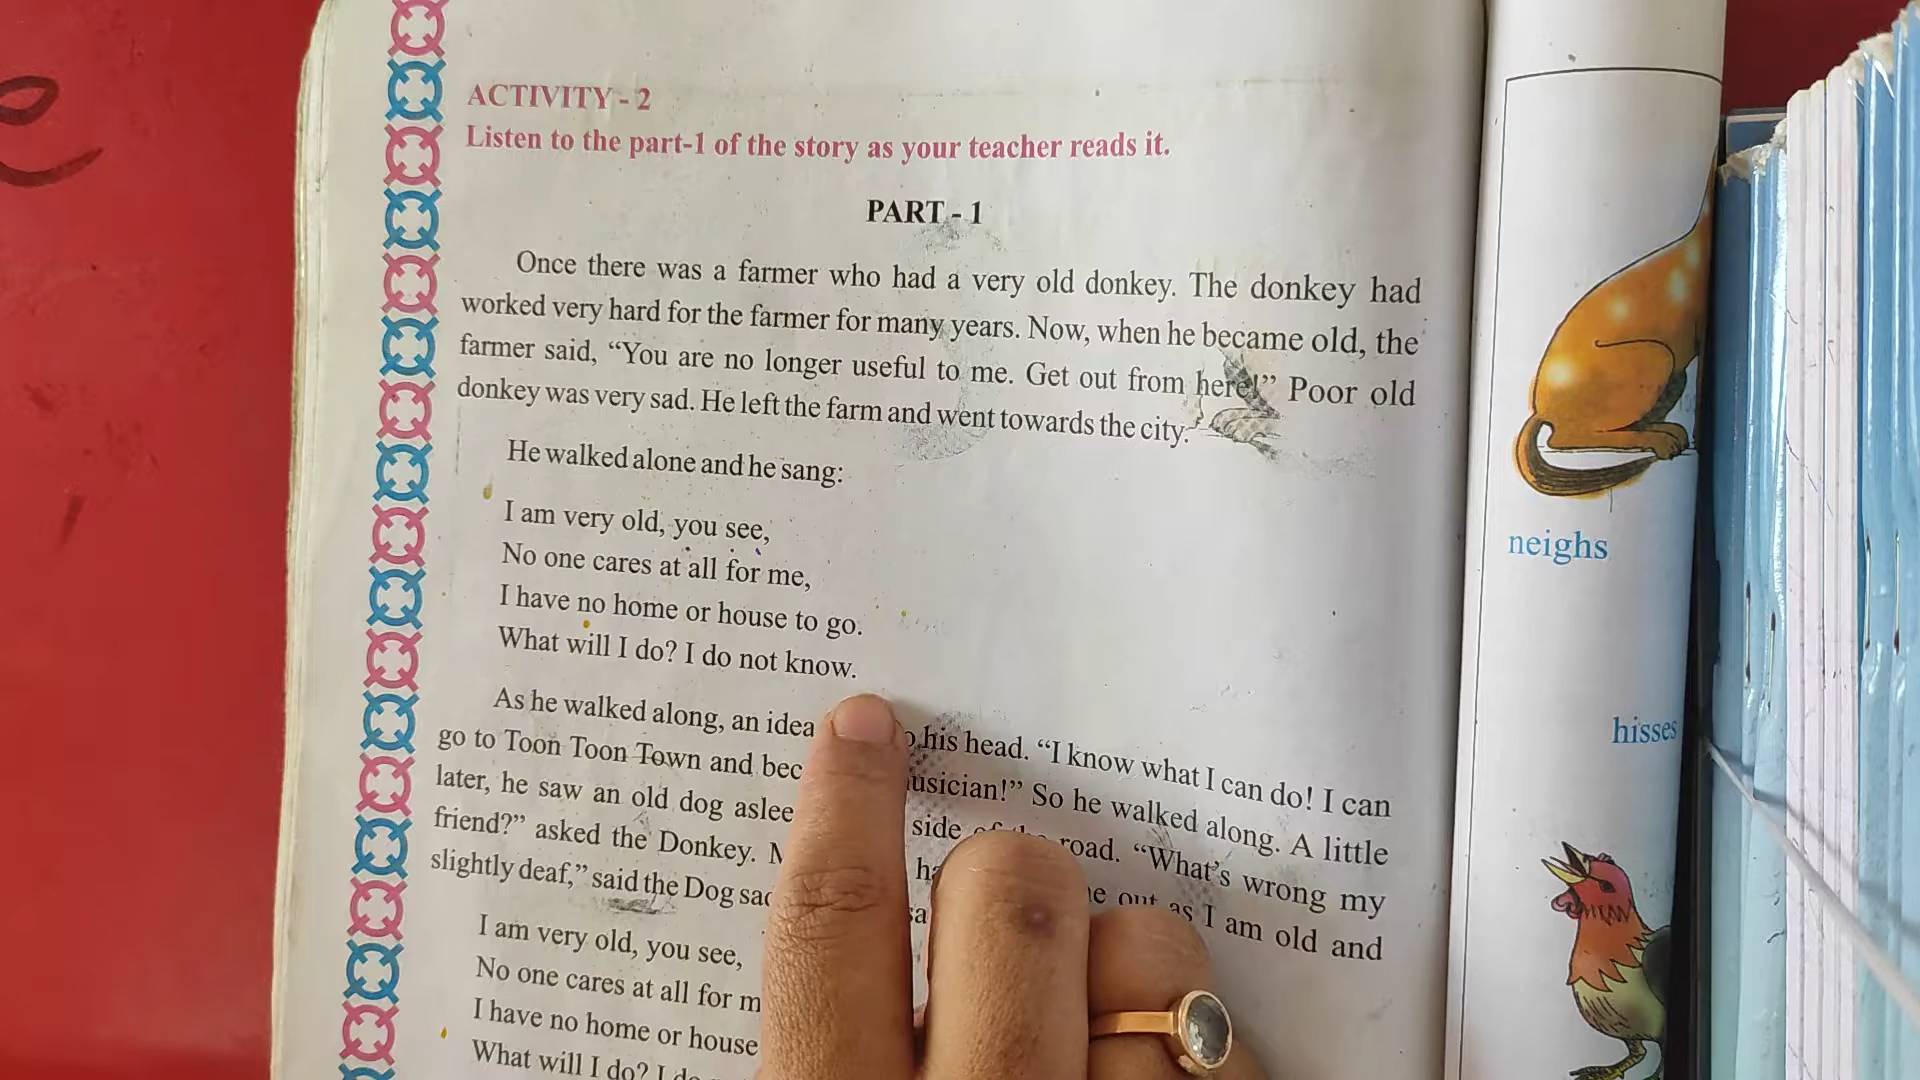 ACTIVITY - 2
Listen to the part-1 of the story as your teacher reads it.
PART - 1
Once there was a farmer who had a very old donkey. The donkey had
worked very hard for the farmer for many years. Now, when he became old, the
farmer said, “You are no longer useful to me. Get out from here!” Poor old
donkey was very sad. He left the farm and went towards the city.
He walked alone and he sang:
I am very old, you see,
No one cares at all for me,
I have no home or house to go.
What will I do? I do not know.
As he walked along, an idea his head. “I know what I can do! I can
go to Toon Toon Town and So he walked along. A little
later, he saw an old dog side of the road. “What's wrong my
friend?” asked the Donkey. out as I am old and
slightly deaf,” said the Dog
I am very old, you see,
No one cares at all for
I have no home or house
What will I do? I
neighs
hisses